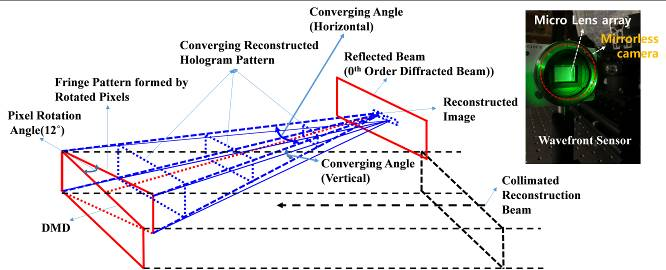 Converging Angle
(Horizontal)
Converging Reconstructed
Hologram Pattern
Reflected Beam
(0th Order Diffracted Beam))
Fringe Pattern formed by
Rotated Pixels
Pixel Rotation
Angle(12˚)
Reconstructed
Image
Converging Angle
(Vertical)
Collimated
Reconstruction
Beam
DMD
Micro Lens array
Mirrorless
camera
Wavefront Sensor